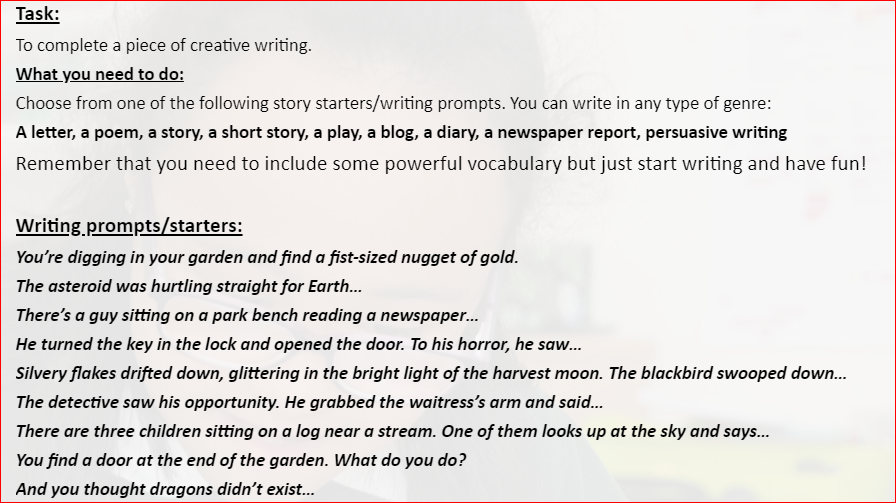 Task:
To complete a piece of creative writing.
What you need to do:
Choose from one of the following story starters/writing prompts. You can write in any type of genre:
A letter, a poem, a story, a short story, a play, a blog, a diary, a newspaper report, persuasive writing
Remember that you need to include some powerful vocabulary but just start writing and have fun!
Writing prompts/starters:
You’re digging in your garden and find a fist-sized nugget of gold.
The asteroid was hurtling straight for Earth…
There’s a guy sitting on a park bench reading a newspaper…
He turned the key in the lock and opened the door. To his horror, he saw…
Silvery flakes drifted down, glittering in the bright light of the harvest moon. The blackbird swooped down…
The detective saw his opportunity. He grabbed the waitress’s arm and said…
There are three children sitting on a log near a stream. One of them looks up at the sky and says…
You find a door at the end of the garden. What do you do?
And you thought dragons didn’t exist…